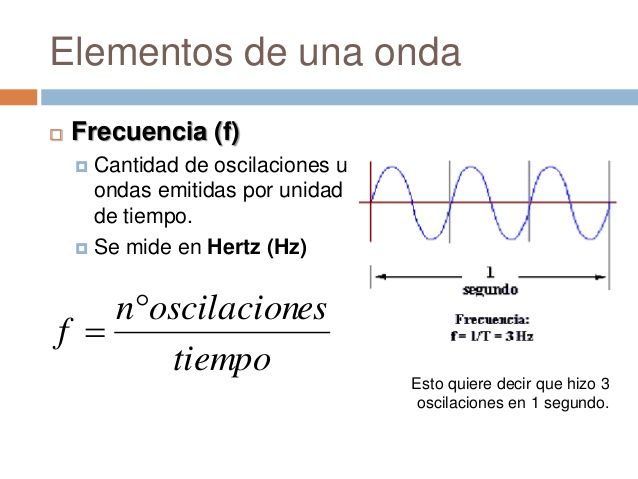 Elementos de una onda
Frecuencia (f)
Cantidad de oscilaciones u
ondas emitidas por unidad
de tiempo.
Se mide en Hertz (Hz)
f = n°oscilaciones / tiempo
1
segundo
Frecuencia:
f = 1/T = 3 Hz
Esto quiere decir que hizo 3
oscilaciones en 1 segundo.